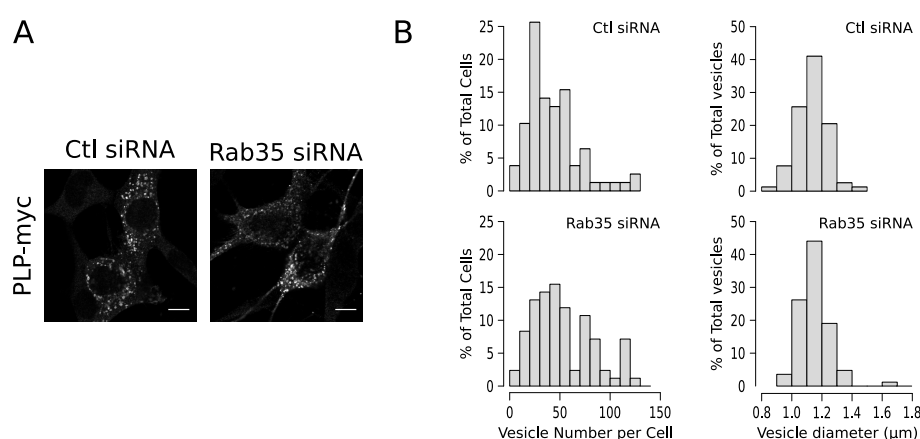 A
B
Ctl siRNA
Rab35 siRNA
PLP-myc
Ctl siRNA
% of Total Cells
25
20
15
10
5
0
Ctl siRNA
% of Total vesicles
50
40
30
20
10
0
Rab35 siRNA
% of Total Cells
25
20
15
10
5
0
0 50 100 150
Vesicle Number per Cell
Rab35 siRNA
% of Total vesicles
50
40
30
20
10
0
0.8 1.0 1.2 1.4 1.6 1.8
Vesicle diameter (μm)